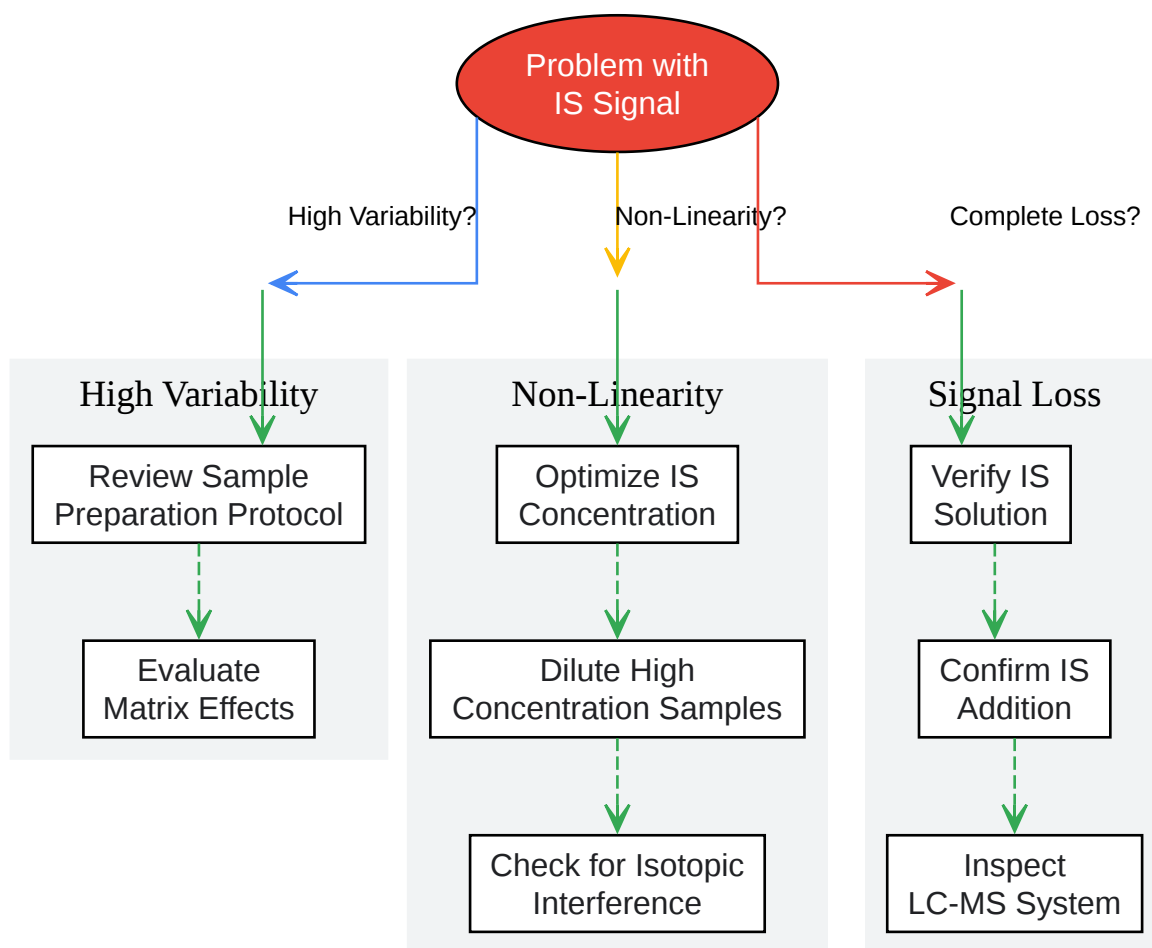 Problem with
IS Signal
High Variability?
Non-Linearity?
Complete Loss?
High Variability
Non-Linearity
Signal Loss
Review Sample
Preparation Protocol
Optimize IS
Concentration
Verify IS
Solution
Evaluate
Matrix Effects
Dilute High
Concentration Samples
Confirm IS
Addition
Check for Isotopic
Interference
Inspect
LC-MS System